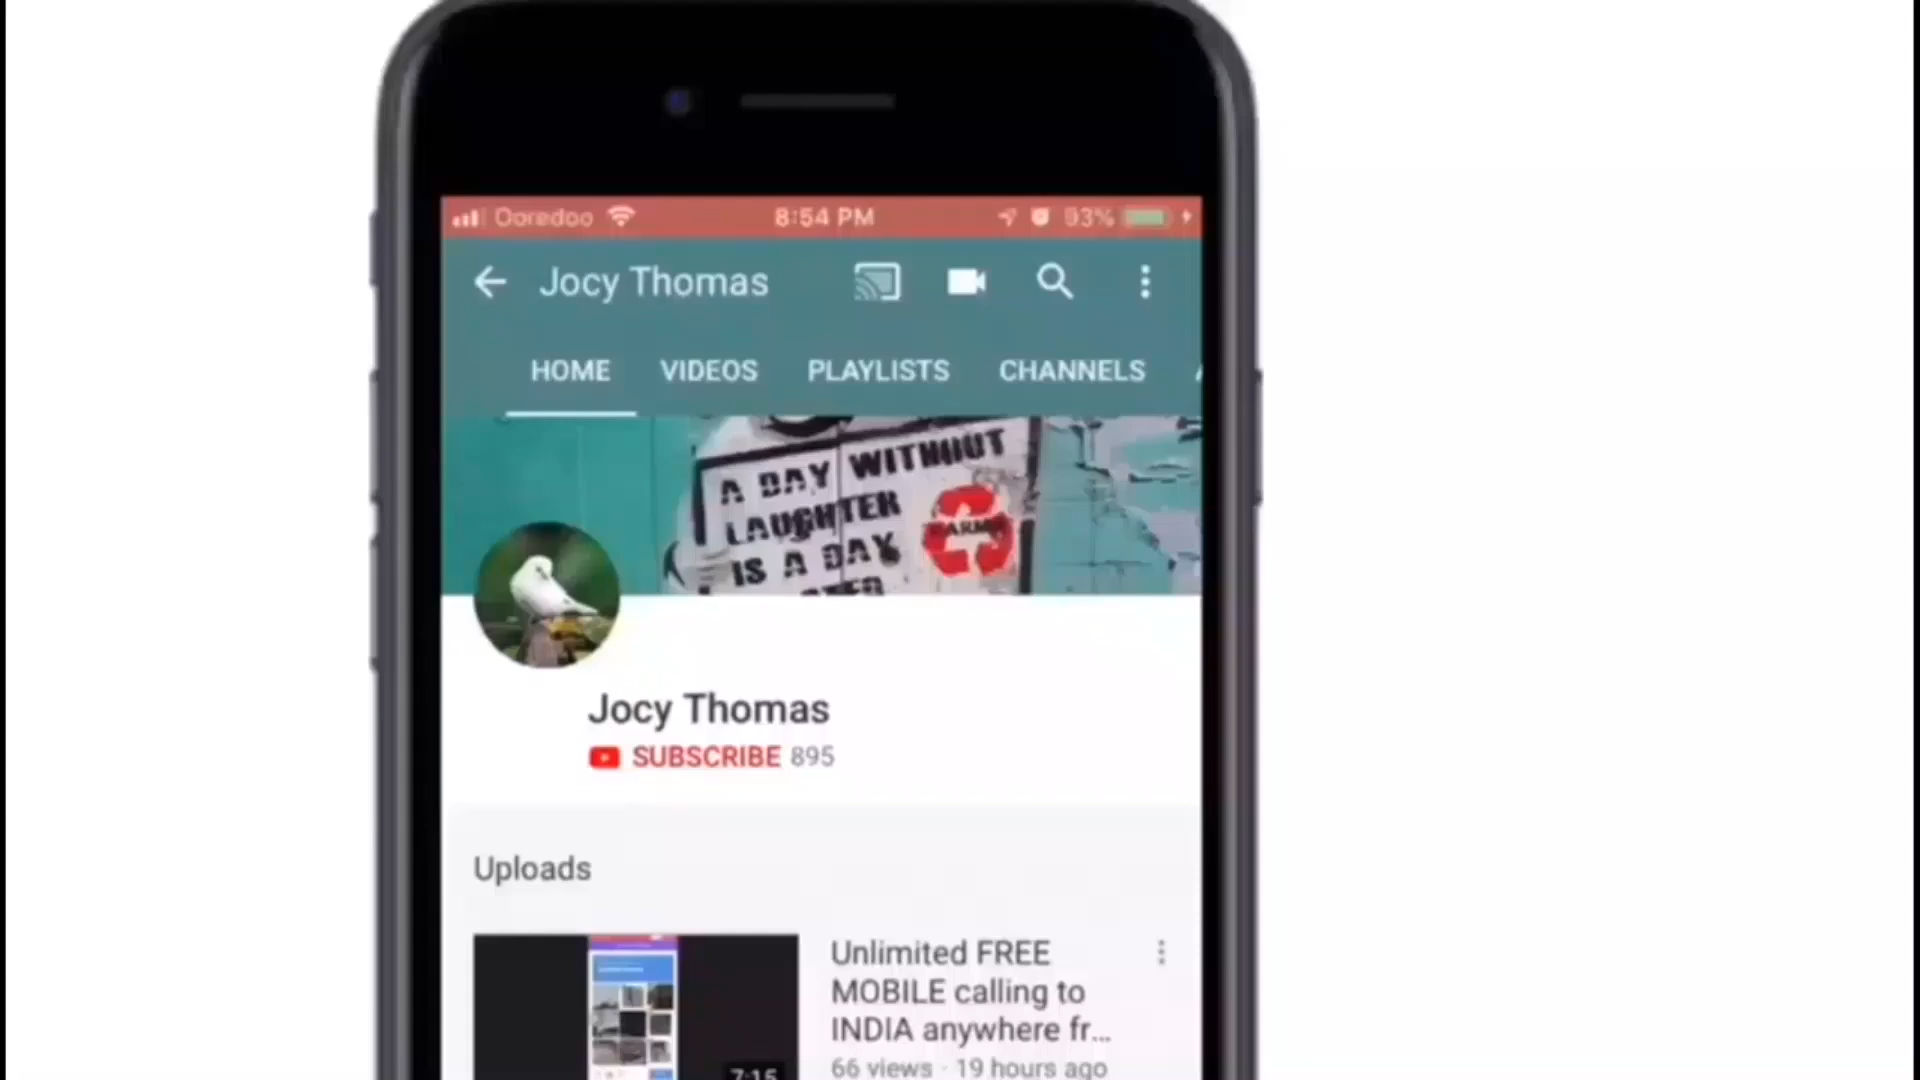 Ooredoo 8:54 PM 93%
Jocy Thomas
HOME VIDEOS PLAYLISTS CHANNELS
A DAY WITHOUT
LAUGHTER
IS A DAY
Jocy Thomas
SUBSCRIBE 895
Uploads
Unlimited FREE
MOBILE calling to
INDIA anywhere fr...
66 views · 19 hours ago
7:15